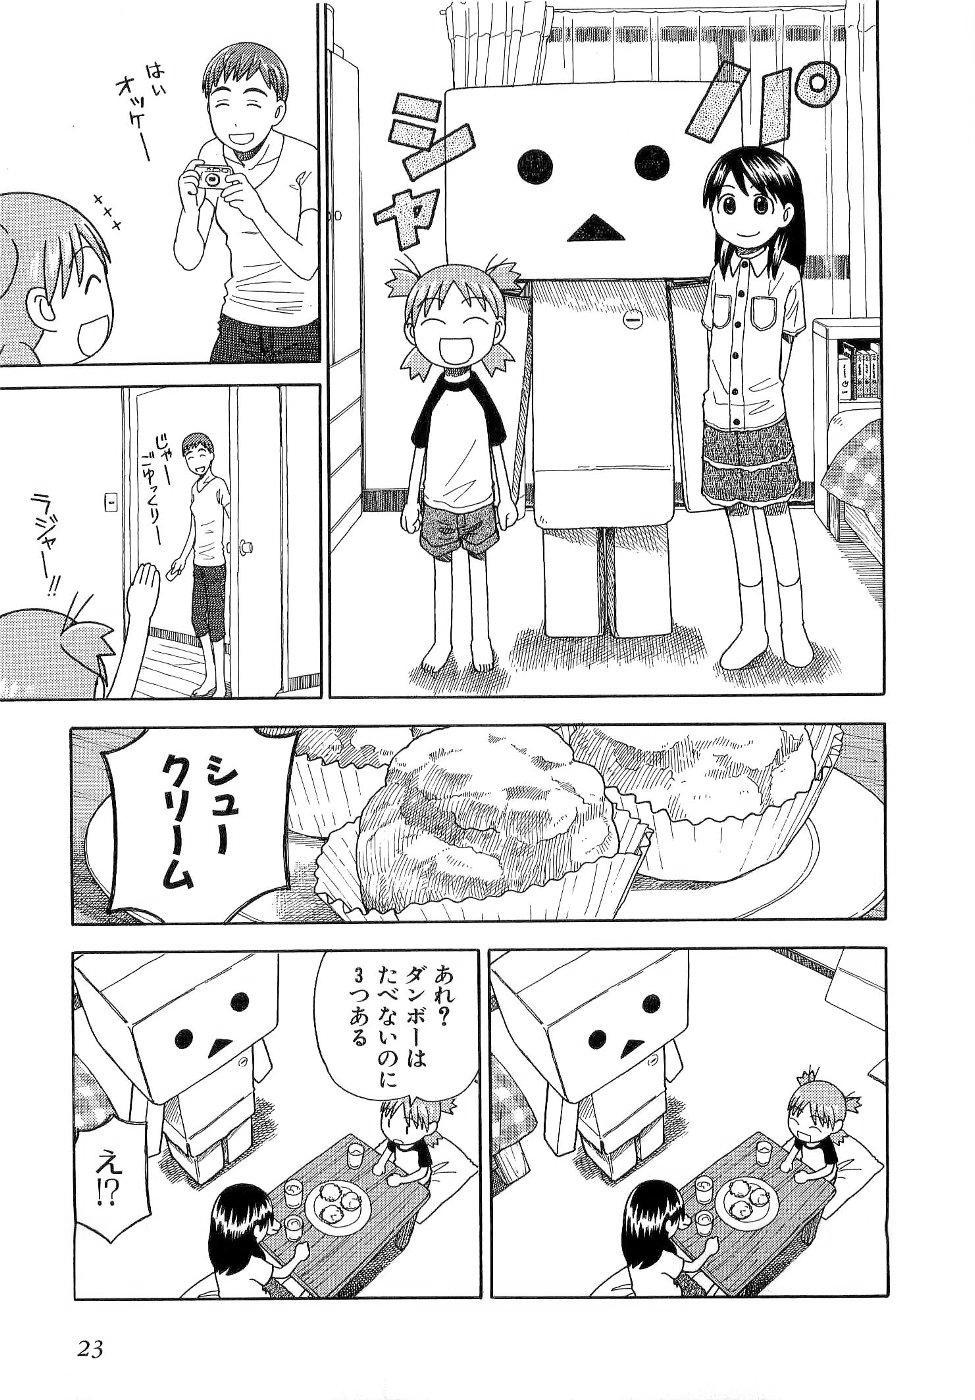 パシャ
はい
オッケー
じゃー
ごゆっくりー
ラジャー!!
シュー
クリーム
あれ?
ダンボーは
たべないのに
3つある
え!?
23